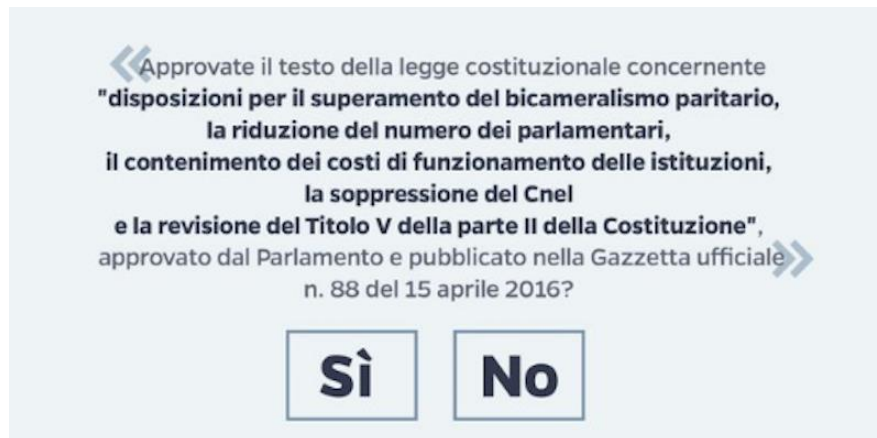 «Approvate il testo della legge costituzionale concernente
"disposizioni per il superamento del bicameralismo paritario,
la riduzione del numero dei parlamentari,
il contenimento dei costi di funzionamento delle istituzioni,
la soppressione del Cnel
e la revisione del Titolo V della parte II della Costituzione",
approvato dal Parlamento e pubblicato nella Gazzetta ufficiale»
n. 88 del 15 aprile 2016?
Sì No